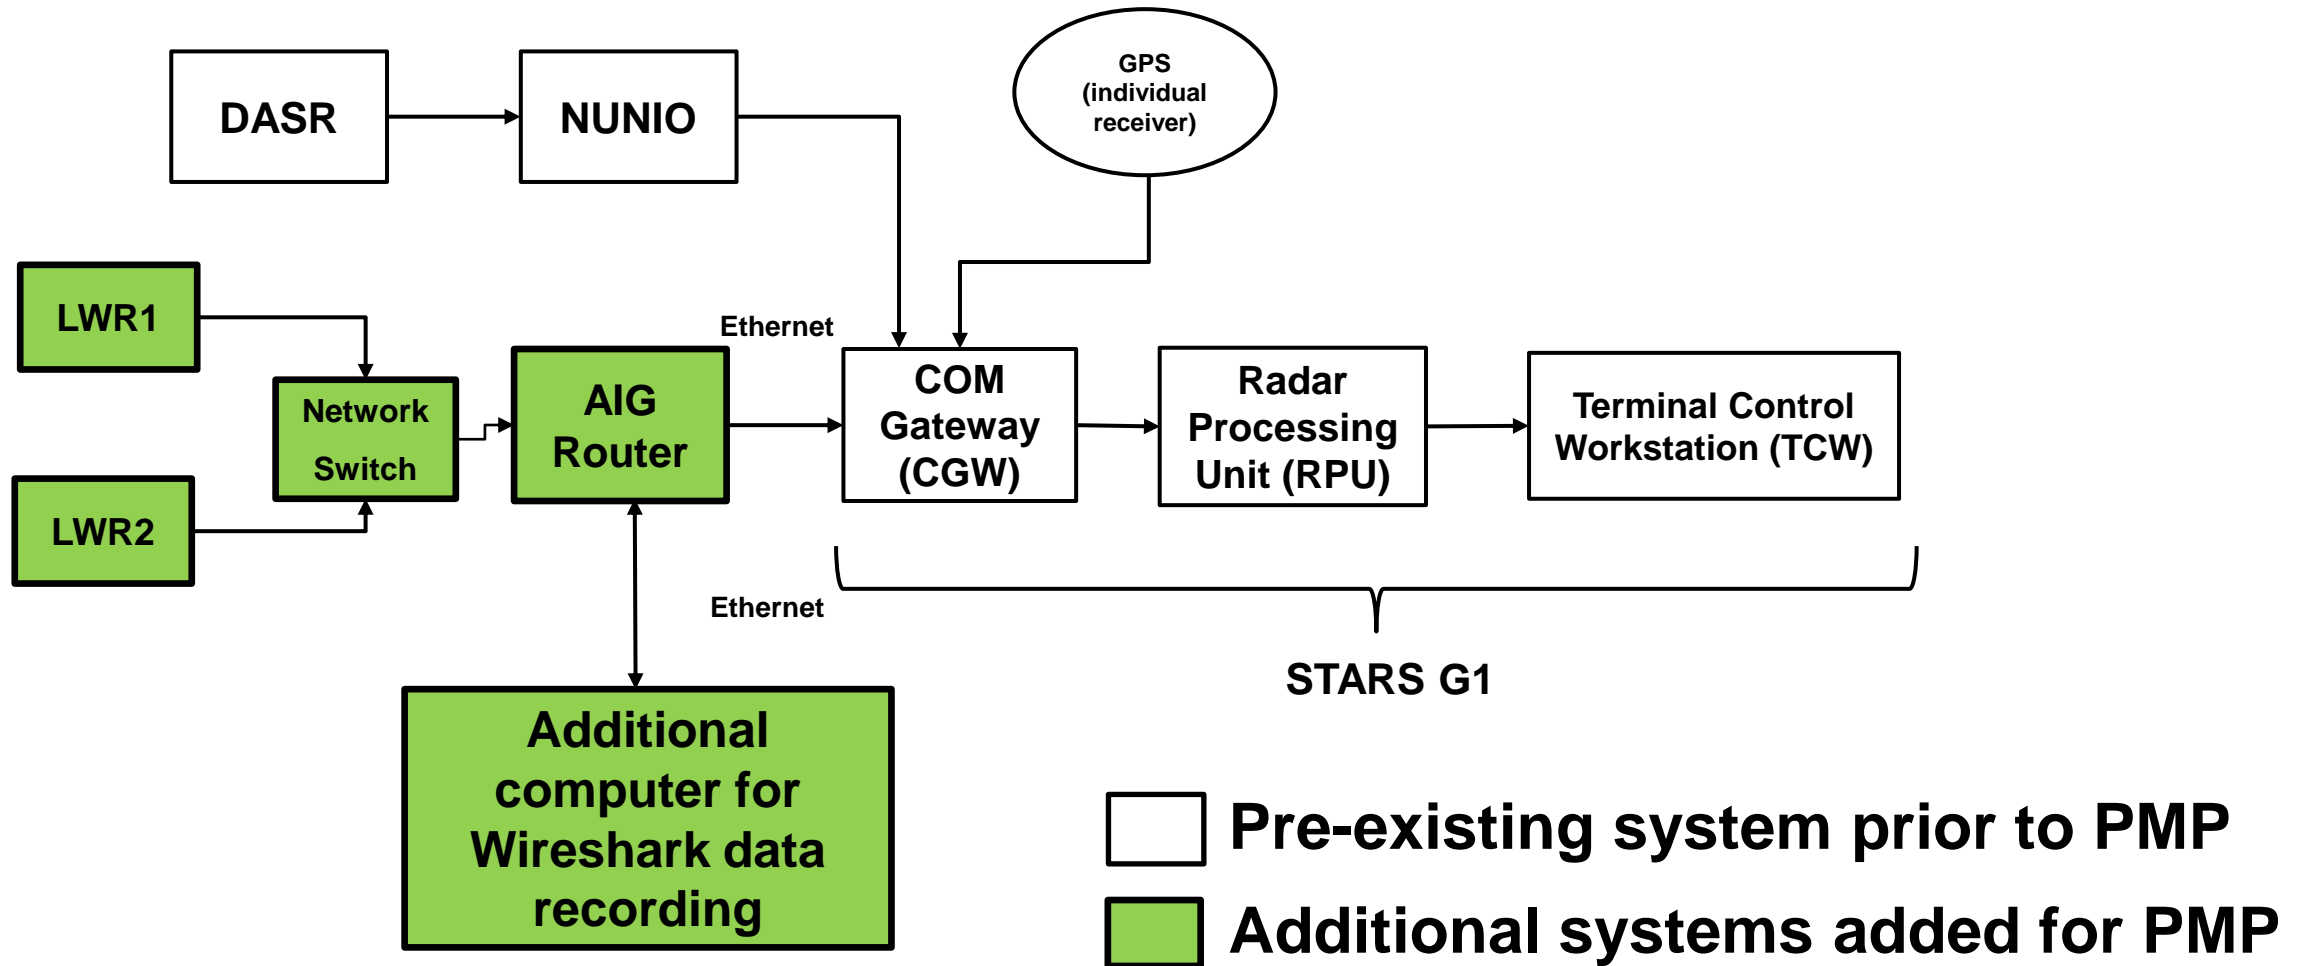 GPS
(individual
receiver)
DASR
NUNIO
LWR1
Ethernet
Network
Switch
AIG
Router
COM
Gateway
(CGW)
Radar
Processing
Unit (RPU)
Terminal Control
Workstation (TCW)
LWR2
Ethernet
STARS G1
Additional
computer for
Wireshark data
recording
Pre-existing system prior to PMP
Additional systems added for PMP